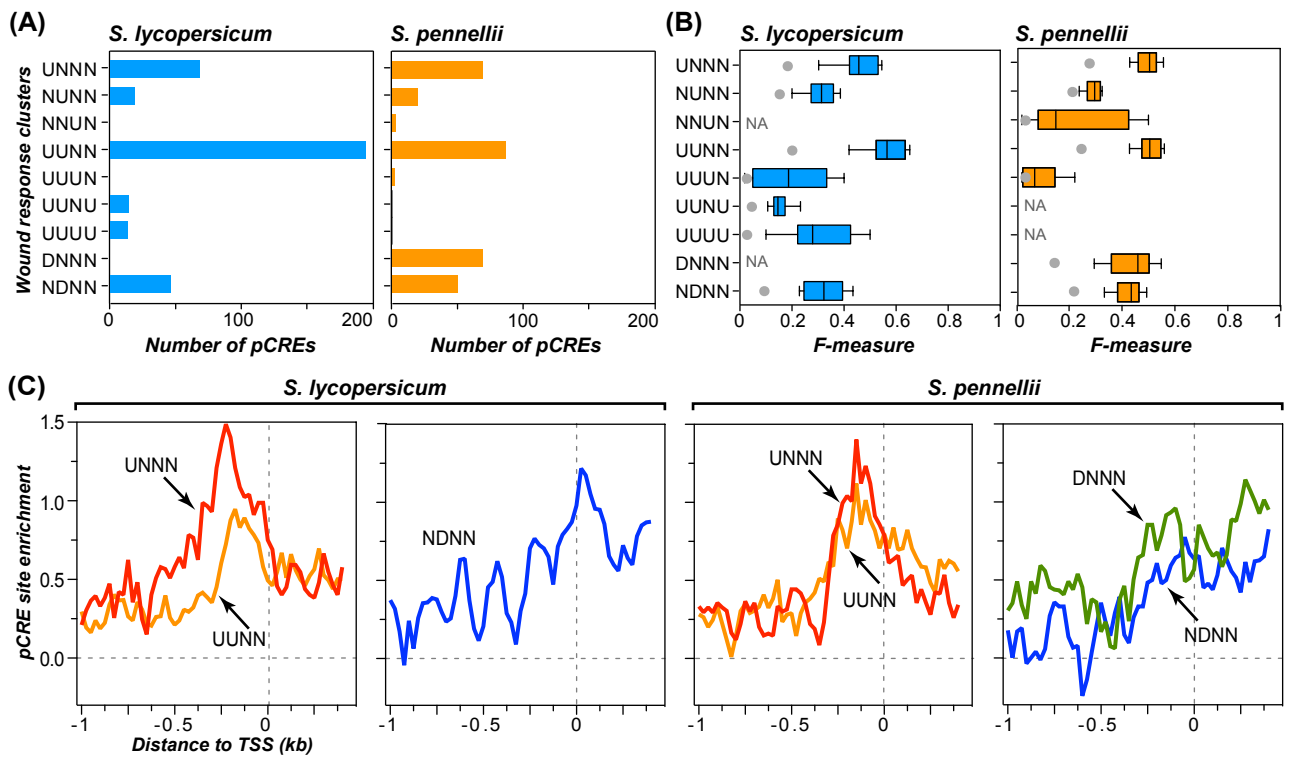 (A)
S. lycopersicum
S. pennellii
Wound response clusters
UNNN
NUNN
NNUN
UUNN
UUUN
UUNU
UUUU
DNNN
NDNN
0
100
200
0
100
200
Number of pCREs
Number of pCREs
(B)
S. lycopersicum
S. pennellii
UNNN
NUNN
NNUN
UUNN
UUUN
UUNU
UUUU
DNNN
NDNN
NA
NA
NA
NA
0
0.2
0.4
0.6
0.8
1
0
0.2
0.4
0.6
0.8
1
F-measure
F-measure
(C)
S. lycopersicum
S. pennellii
pCRE site enrichment
1.5
1.0
0.5
0.0
UNNN
UUNN
NDNN
UNNN
UUNN
DNNN
NDNN
-1
-0.5
0
-1
-0.5
0
-1
-0.5
0
-1
-0.5
0
Distance to TSS (kb)